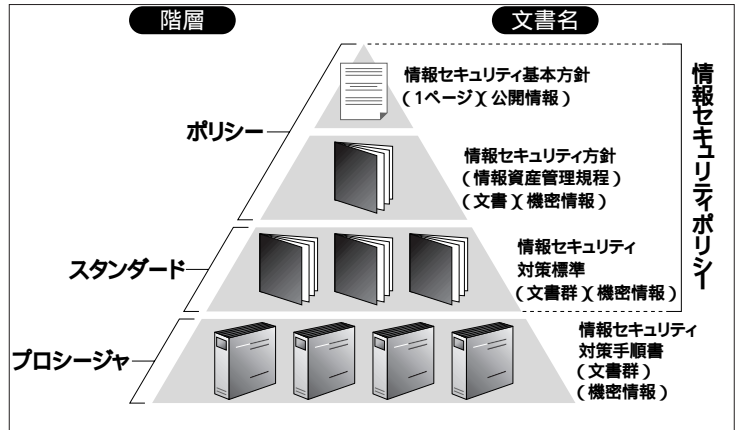 階層
文書名
ポリシー
スタンダード
プロシージャ
情報セキュリティ基本方針
(1ページ)(公開情報)
情報セキュリティ方針
(情報資産管理規程)
(文書)(機密情報)
情報セキュリティ
対策標準
(文書群)(機密情報)
情報セキュリティ
対策手順書
(文書群)
(機密情報)
情報セキュリティポリシー